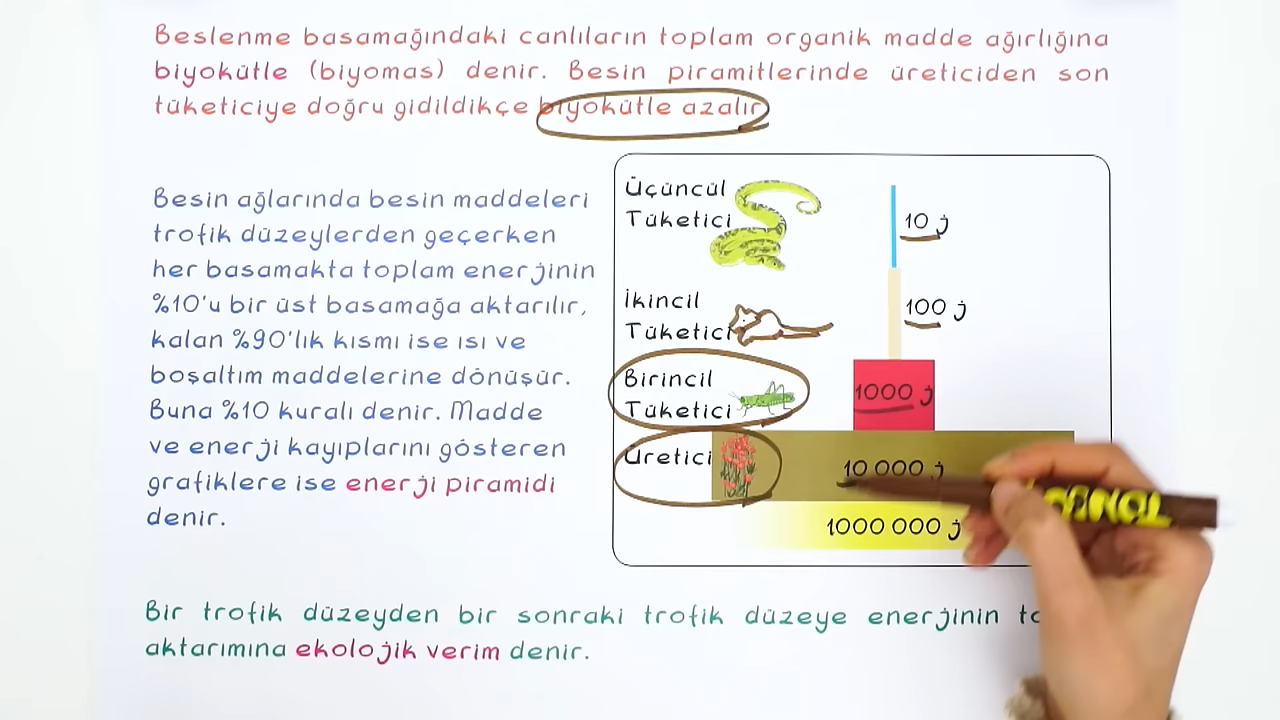 Beslenme basamağındaki canlıların toplam organik madde ağırlığına
biyokütle (biyomas) denir. Besin piramitlerinde üreticiden son
tüketiciye doğru gidildikçe biyokütle azalır
Besin ağlarında besin maddeleri
trofik düzeylerden geçerken
her basamakta toplam enerjinin
%10'u bir üst basamağa aktarılır,
kalan %90'lık kısmı ise ısı ve
boşaltım maddelerine dönüşür.
Buna %10 kuralı denir. Madde
ve enerji kayıplarını gösteren
grafiklere ise enerji piramidi
denir.
Üçüncül
Tüketici
10 j
İkincil
Tüketici
100 j
Birincil
Tüketici
1000 j
Üretici
10 000 j
1000 000 j
Bir trofik düzeyden bir sonraki trofik düzeye enerjinin
aktarımına ekolojik verim denir.